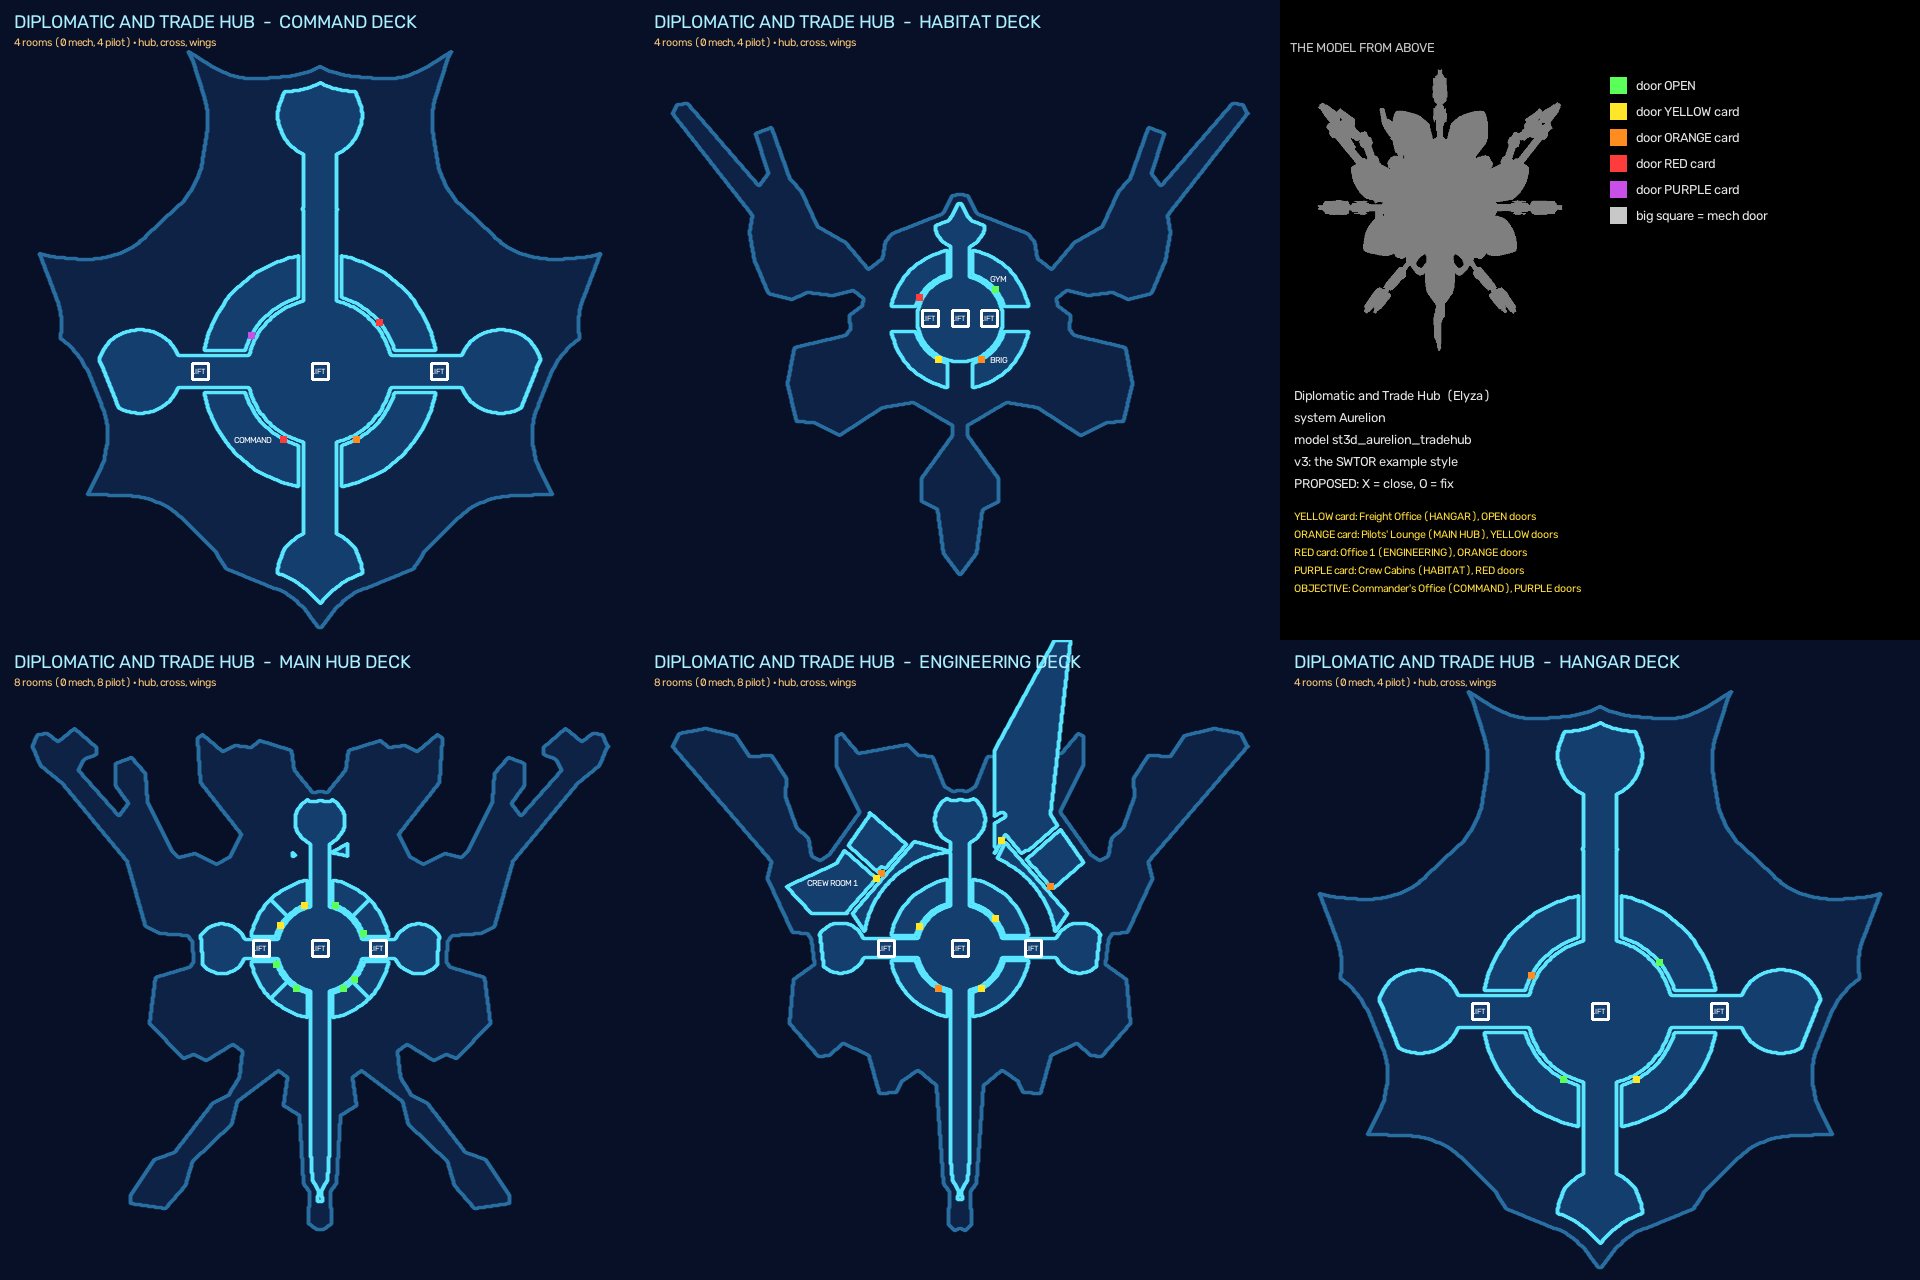 DIPLOMATIC AND TRADE HUB - COMMAND DECK
4 rooms (0 mech, 4 pilot) • hub, cross, wings
COMMAND
LIFT
LIFT
LIFT
DIPLOMATIC AND TRADE HUB - HABITAT DECK
4 rooms (0 mech, 4 pilot) • hub, cross, wings
GYM
LIFT
LIFT
LIFT
BRIG
THE MODEL FROM ABOVE
door OPEN
door YELLOW card
door ORANGE card
door RED card
door PURPLE card
big square = mech door
Diplomatic and Trade Hub (Elyza)
system Aurelion
model st3d_aurelion_tradehub
v3: the SWTOR example style
PROPOSED: X = close, O = fix
YELLOW card: Freight Office (HANGAR), OPEN doors
ORANGE card: Pilots' Lounge (MAIN HUB), YELLOW doors
RED card: Office 1 (ENGINEERING), ORANGE doors
PURPLE card: Crew Cabins (HABITAT), RED doors
OBJECTIVE: Commander's Office (COMMAND), PURPLE doors
DIPLOMATIC AND TRADE HUB - MAIN HUB DECK
8 rooms (0 mech, 8 pilot) • hub, cross, wings
LIFT
LIFT
LIFT
DIPLOMATIC AND TRADE HUB - ENGINEERING DECK
8 rooms (0 mech, 8 pilot) • hub, cross, wings
CREW ROOM 1
LIFT
LIFT
LIFT
DIPLOMATIC AND TRADE HUB - HANGAR DECK
4 rooms (0 mech, 4 pilot) • hub, cross, wings
LIFT
LIFT
LIFT